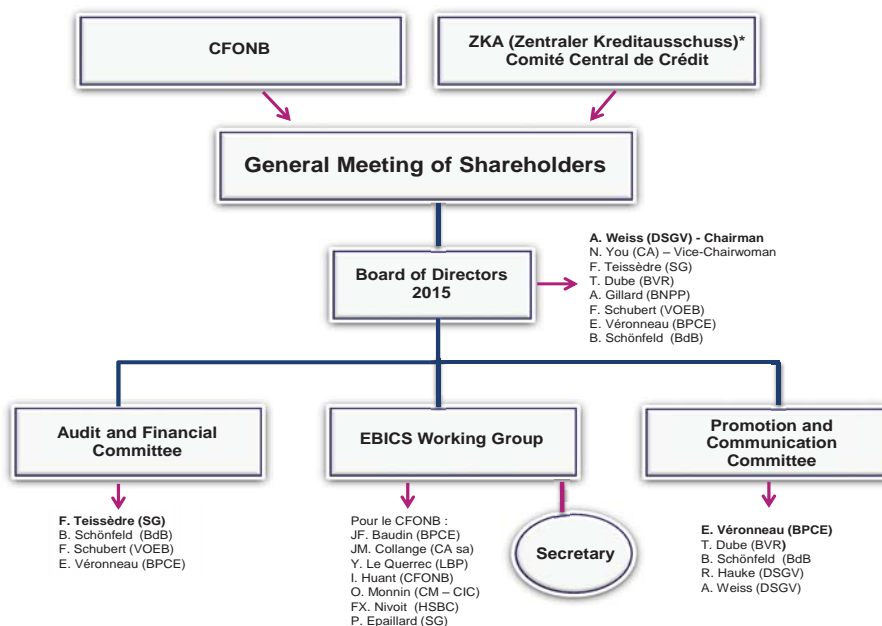 CFONB
ZKA (Zentraler Kreditausschuss)*
Comité Central de Crédit
General Meeting of Shareholders
Board of Directors
2015
A. Weiss (DSGV) - Chairman
N. You (CA) – Vice-Chairwoman
F. Teissèdre (SG)
T. Dube (BVR)
A. Gillard (BNPP)
F. Schubert (VOEB)
E. Véronneau (BPCE)
B. Schönfeld (BdB)
Audit and Financial
Committee
EBICS Working Group
Promotion and
Communication
Committee
F. Teissèdre (SG)
B. Schönfeld (BdB)
F. Schubert (VOEB)
E. Véronneau (BPCE)
Pour le CFONB :
JF. Baudin (BPCE)
JM. Collange (CA sa)
Y. Le Querrec (LBP)
I. Huant (CFONB)
O. Monnin (CM – CIC)
FX. Nivoit (HSBC)
P. Epaillard (SG)
Secretary
E. Véronneau (BPCE)
T. Dube (BVR)
B. Schönfeld (BdB
R. Hauke (DSGV)
A. Weiss (DSGV)